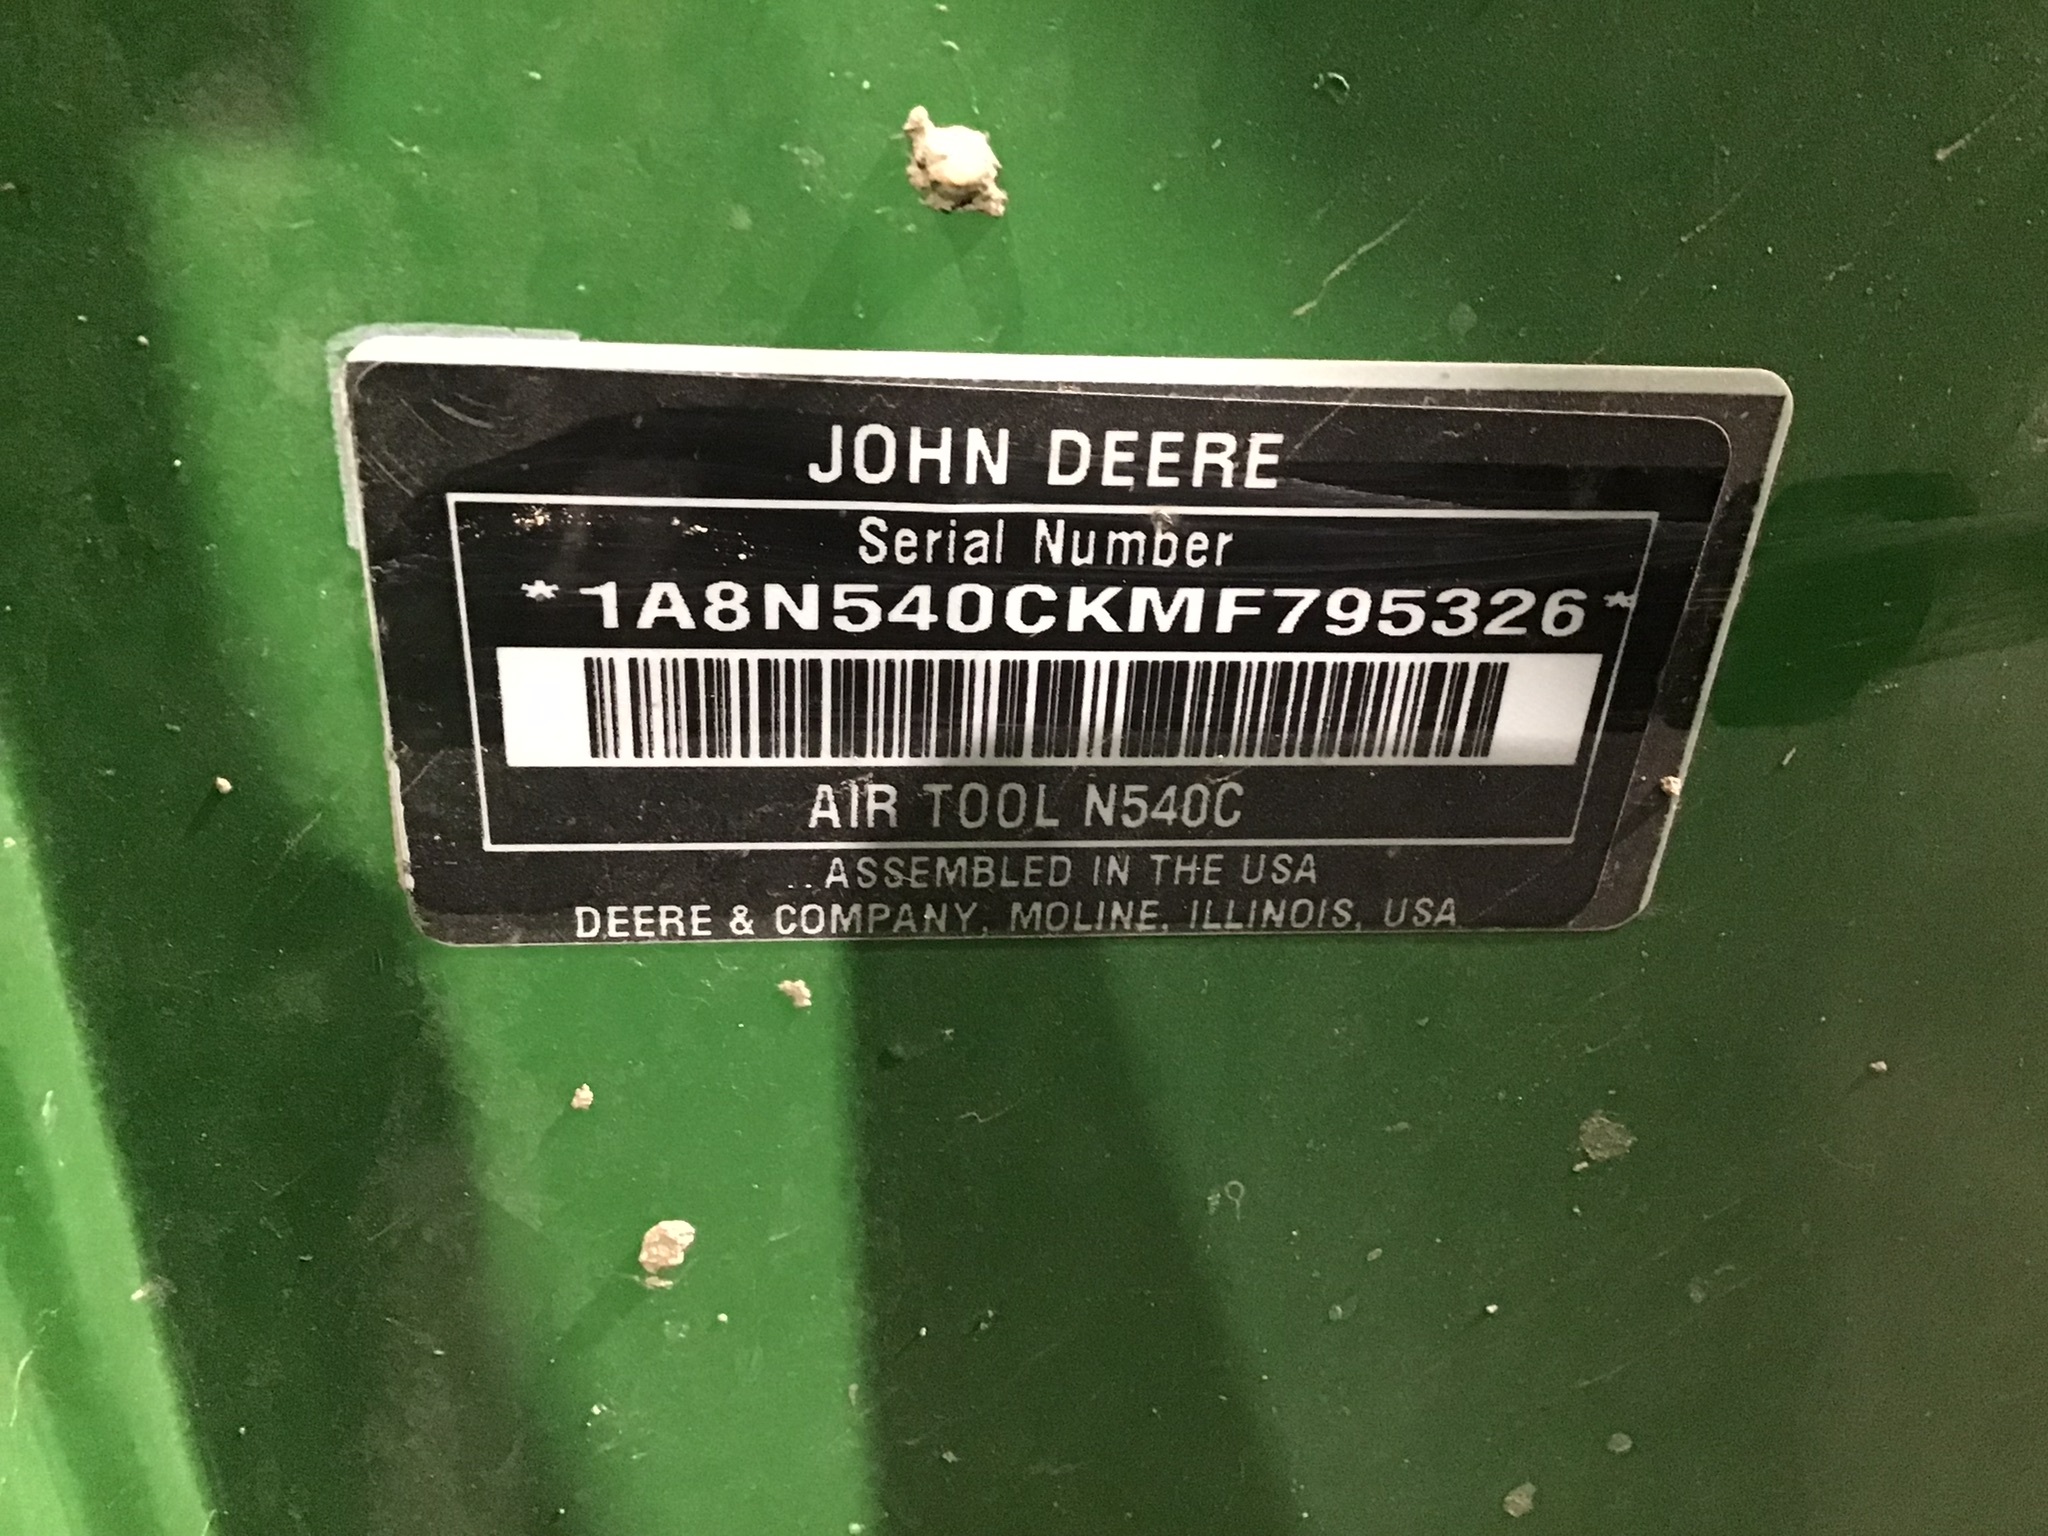 JOHN DEERE
Serial Number
*1A8N540CKMF795326*
AIR TOOL N540C
ASSEMBLED IN THE USA
DEERE & COMPANY, MOLINE, ILLINOIS, USA